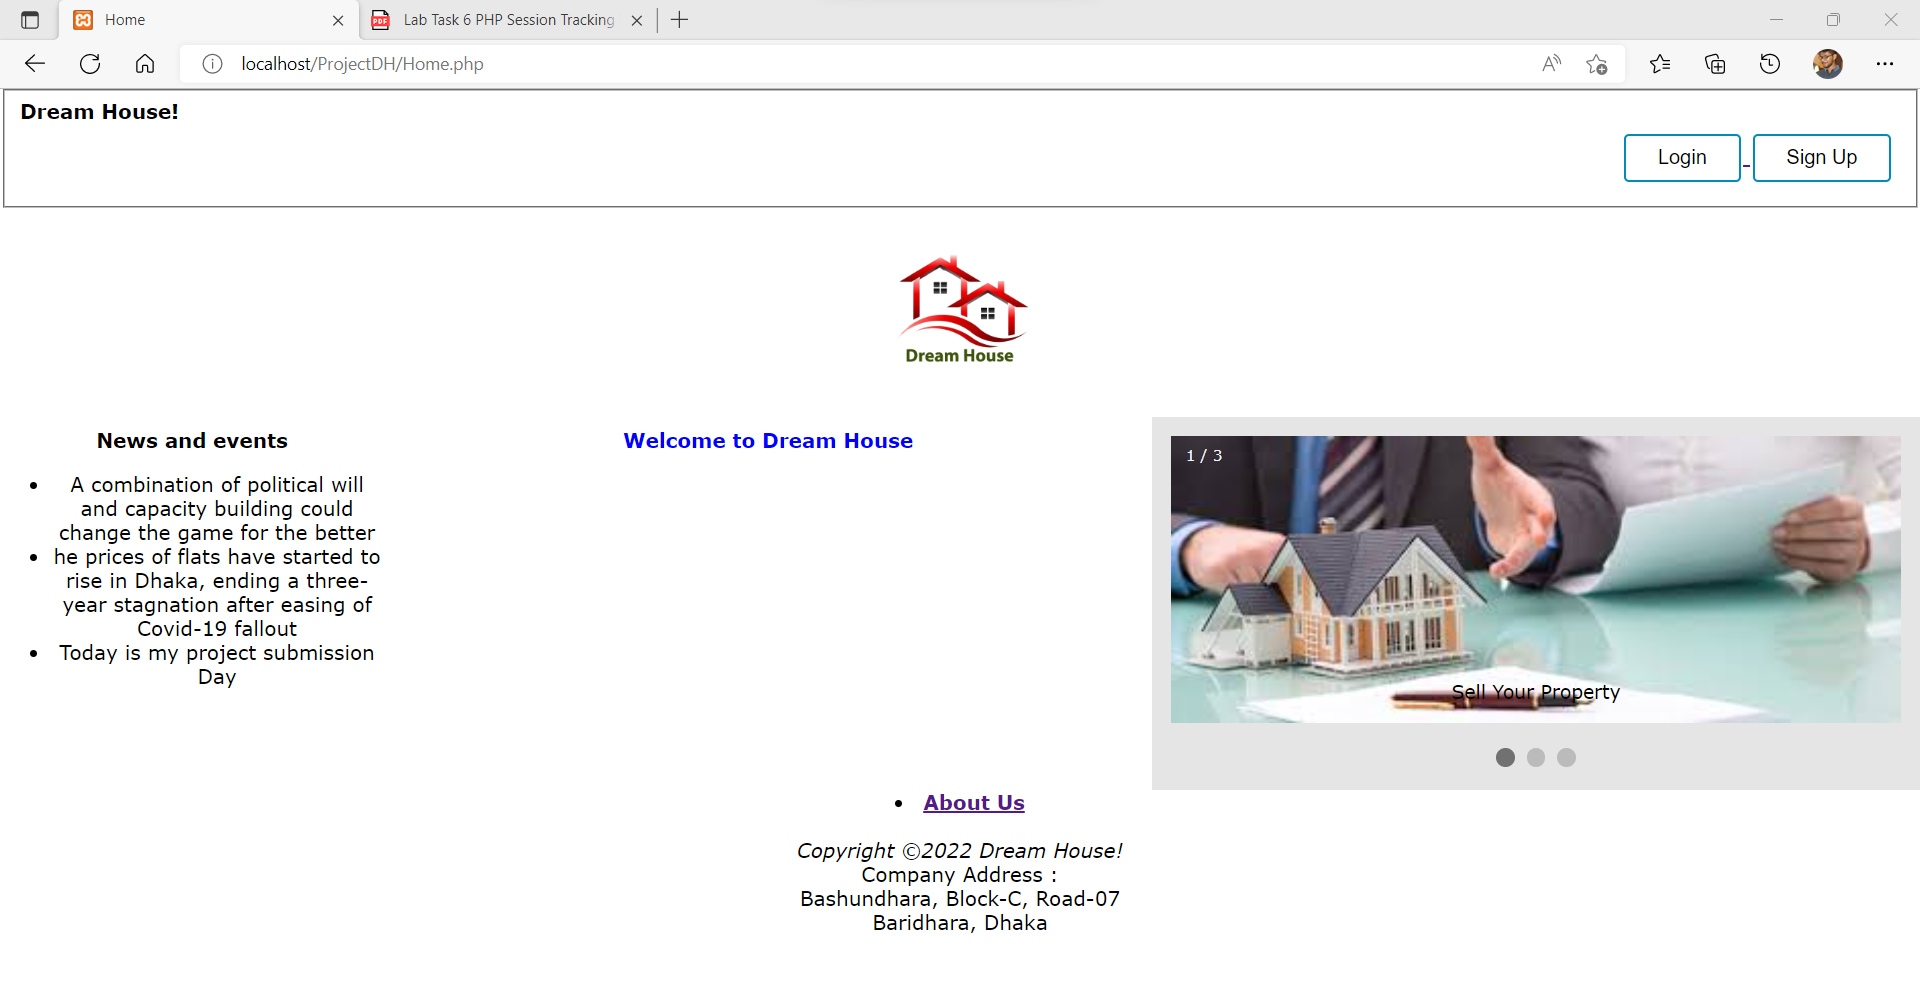 Home
Lab Task 6 PHP Session Tracking
localhost/ProjectDH/Home.php
Dream House!
Login
Sign Up
Dream House
News and events
A combination of political will
and capacity building could
change the game for the better
he prices of flats have started to
rise in Dhaka, ending a three-
year stagnation after easing of
Covid-19 fallout
Today is my project submission
Day
Welcome to Dream House
1 / 3
Sell Your Property
About Us
Copyright ©2022 Dream House!
Company Address :
Bashundhara, Block-C, Road-07
Baridhara, Dhaka